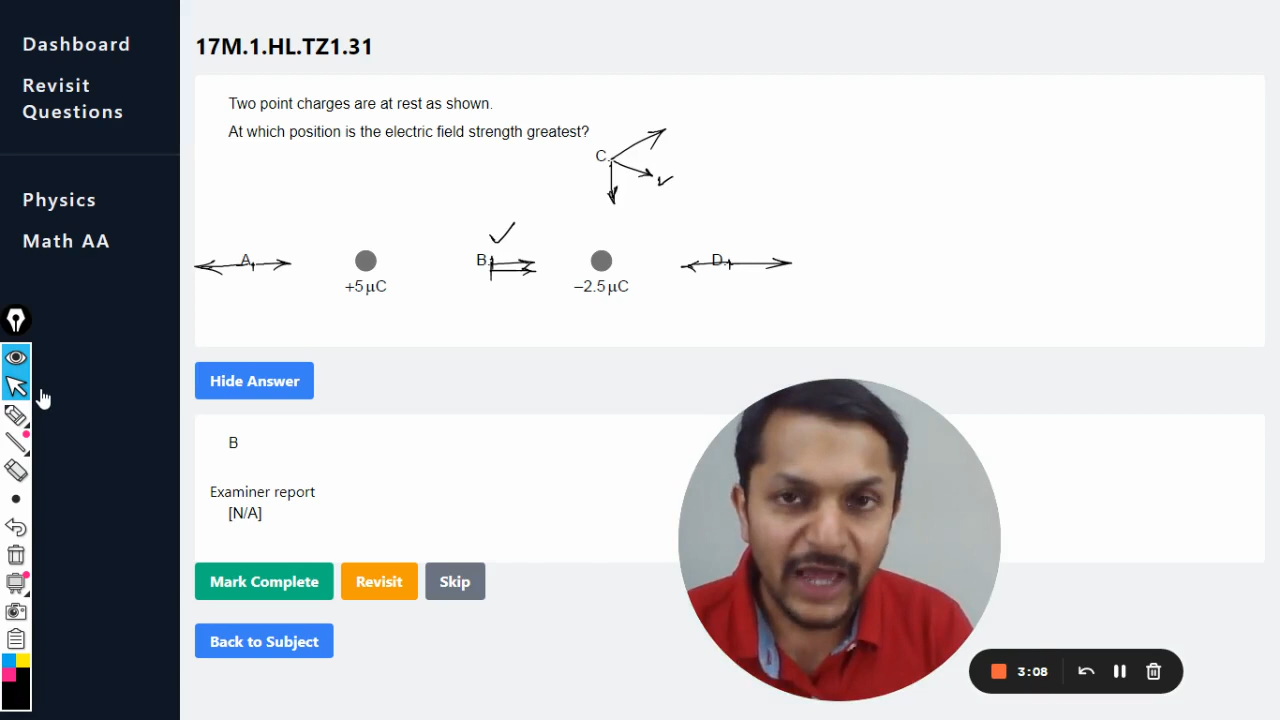 Dashboard
Revisit
Questions
Physics
Math AA
17M.1.HL.TZ1.31
Two point charges are at rest as shown.
At which position is the electric field strength greatest?
C.
A.
B.
D.
+5 μC
−2.5 μC
Hide Answer
B
Examiner report
[N/A]
Mark Complete
Revisit
Skip
Back to Subject
3:08